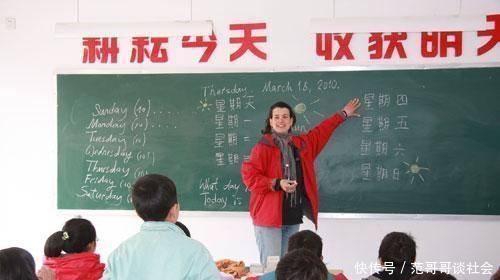 耕耘今天 收获明天
Thursday March 18, 2010.
Sunday
Monday
Tuesday
Wednesday
Thursday
Friday of
Saturday
星期天
星期一
星期二
星期三
星期四
星期五
星期六
星期日
What day
Today is
快传号 / 范哥哥谈社会